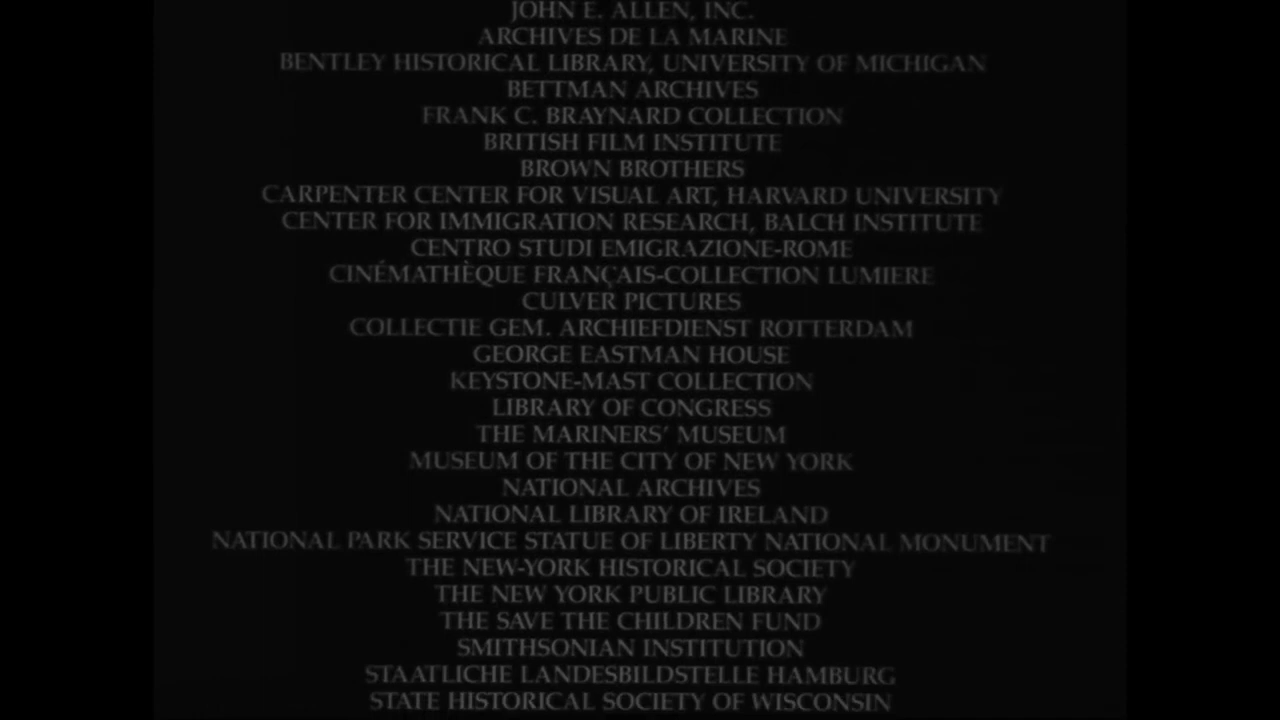 JOHN E. ALLEN, INC.
ARCHIVES DE LA MARINE
BENTLEY HISTORICAL LIBRARY, UNIVERSITY OF MICHIGAN
BETTMAN ARCHIVES
FRANK C. BRAYNARD COLLECTION
BRITISH FILM INSTITUTE
BROWN BROTHERS
CARPENTER CENTER FOR VISUAL ART, HARVARD UNIVERSITY
CENTER FOR IMMIGRATION RESEARCH, BALCH INSTITUTE
CENTRO STUDI EMIGRAZIONE-ROME
CINÉMATHÈQUE FRANÇAIS-COLLECTION LUMIERE
CULVER PICTURES
COLLECTIE GEM. ARCHIEFDIENST ROTTERDAM
GEORGE EASTMAN HOUSE
KEYSTONE-MAST COLLECTION
LIBRARY OF CONGRESS
THE MARINERS' MUSEUM
MUSEUM OF THE CITY OF NEW YORK
NATIONAL ARCHIVES
NATIONAL LIBRARY OF IRELAND
NATIONAL PARK SERVICE STATUE OF LIBERTY NATIONAL MONUMENT
THE NEW-YORK HISTORICAL SOCIETY
THE NEW YORK PUBLIC LIBRARY
THE SAVE THE CHILDREN FUND
SMITHSONIAN INSTITUTION
STAATLICHE LANDESBILDSTELLE HAMBURG
STATE HISTORICAL SOCIETY OF WISCONSIN